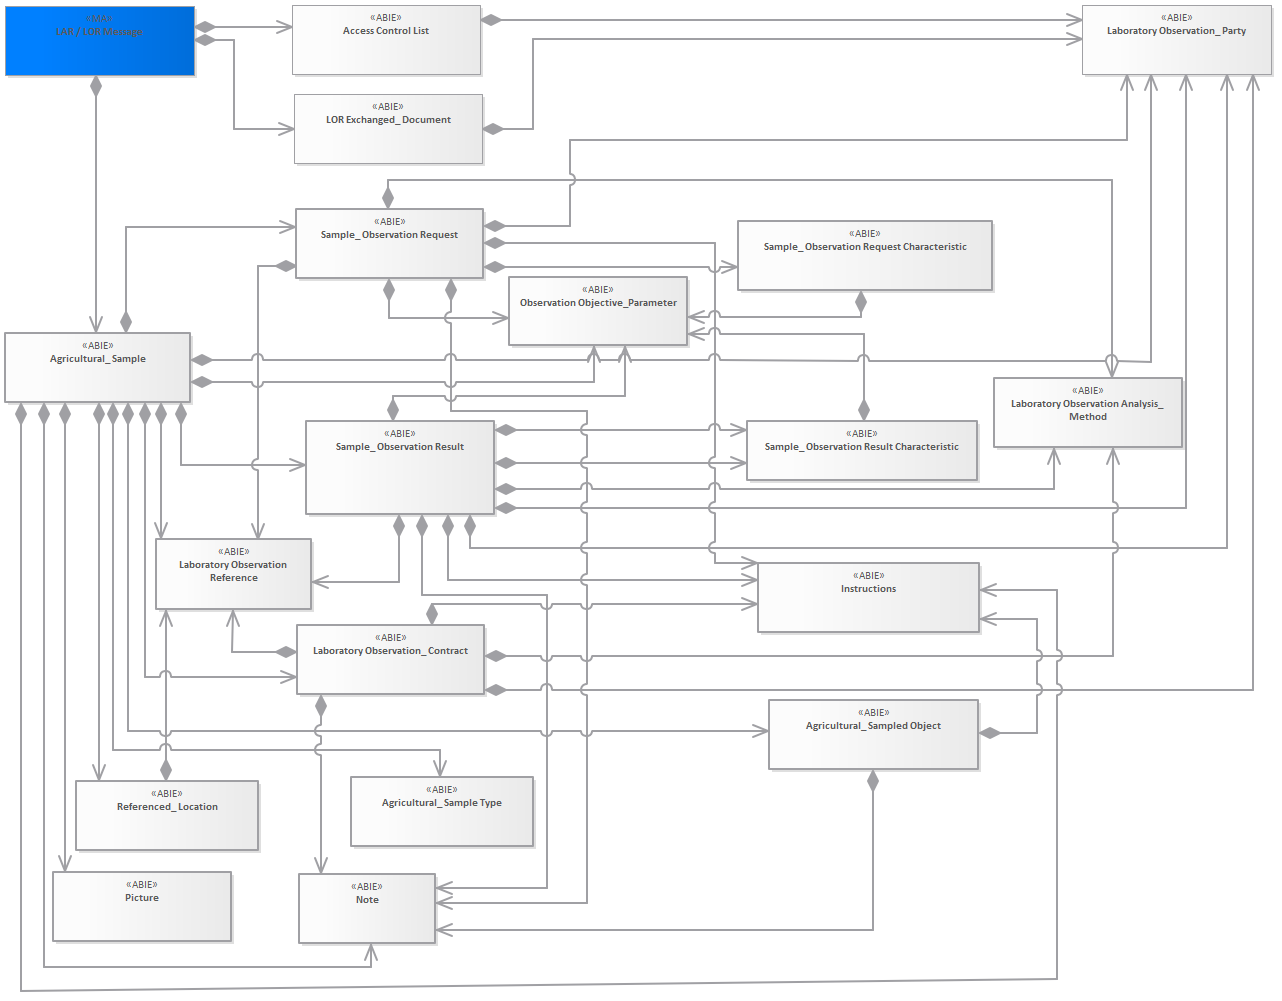 «MA»
LAR / LOR Message
«ABIE»
Access Control List
«ABIE»
Laboratory Observation_ Party
«ABIE»
LOR Exchanged_ Document
«ABIE»
Sample_ Observation Request
«ABIE»
Sample_ Observation Request Characteristic
«ABIE»
Observation Objective_Parameter
«ABIE»
Agricultural_ Sample
«ABIE»
Laboratory Observation Analysis_
Method
«ABIE»
Sample_ Observation Result
«ABIE»
Sample_ Observation Result Characteristic
«ABIE»
Laboratory Observation
Reference
«ABIE»
Instructions
«ABIE»
Laboratory Observation_ Contract
«ABIE»
Agricultural_ Sampled Object
«ABIE»
Referenced_ Location
«ABIE»
Agricultural_ Sample Type
«ABIE»
Picture
«ABIE»
Note